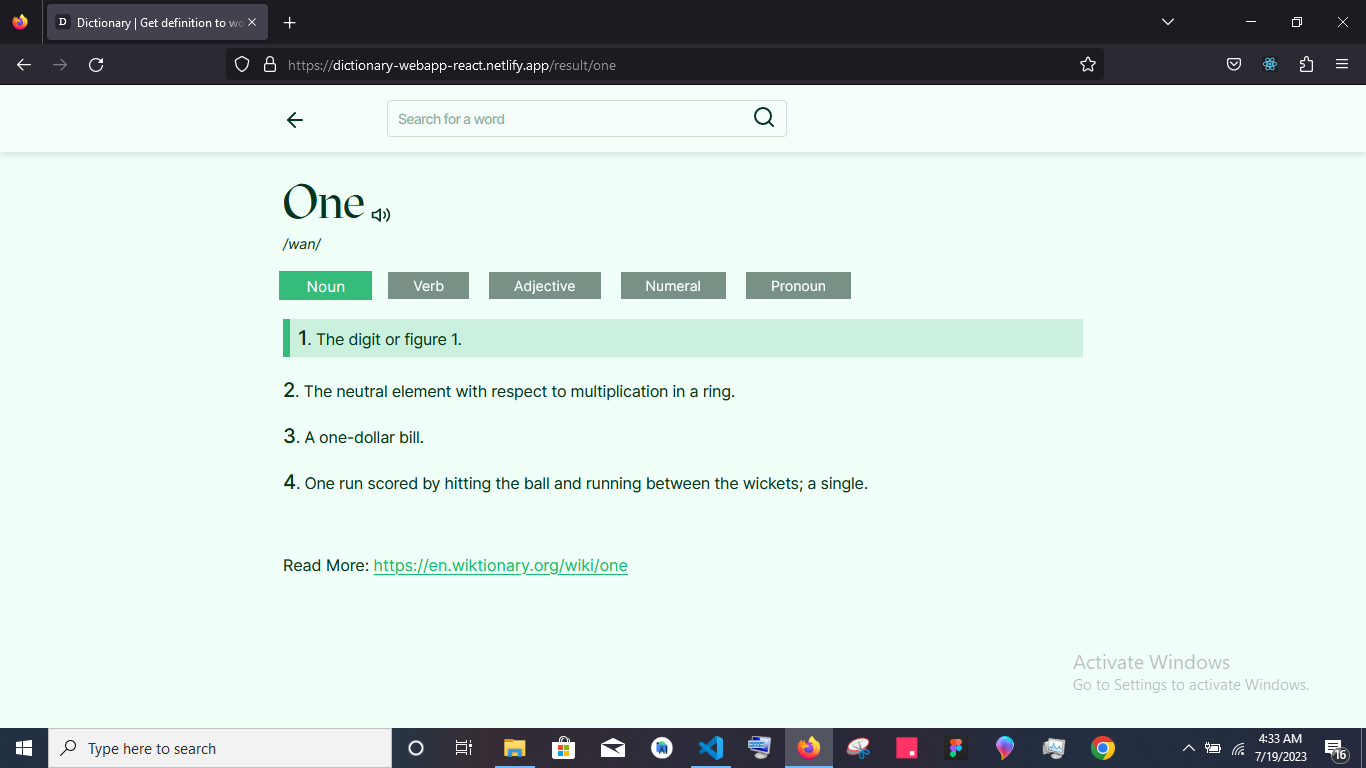 D Dictionary | Get definition to wo
https://dictionary-webapp-react.netlify.app/result/one
Search for a word
One
/wan/
Noun Verb Adjective Numeral Pronoun
1. The digit or figure 1.
2. The neutral element with respect to multiplication in a ring.
3. A one-dollar bill.
4. One run scored by hitting the ball and running between the wickets; a single.
Read More: https://en.wiktionary.org/wiki/one
Activate Windows
Go to Settings to activate Windows.
Type here to search
4:33 AM
7/19/2023
16